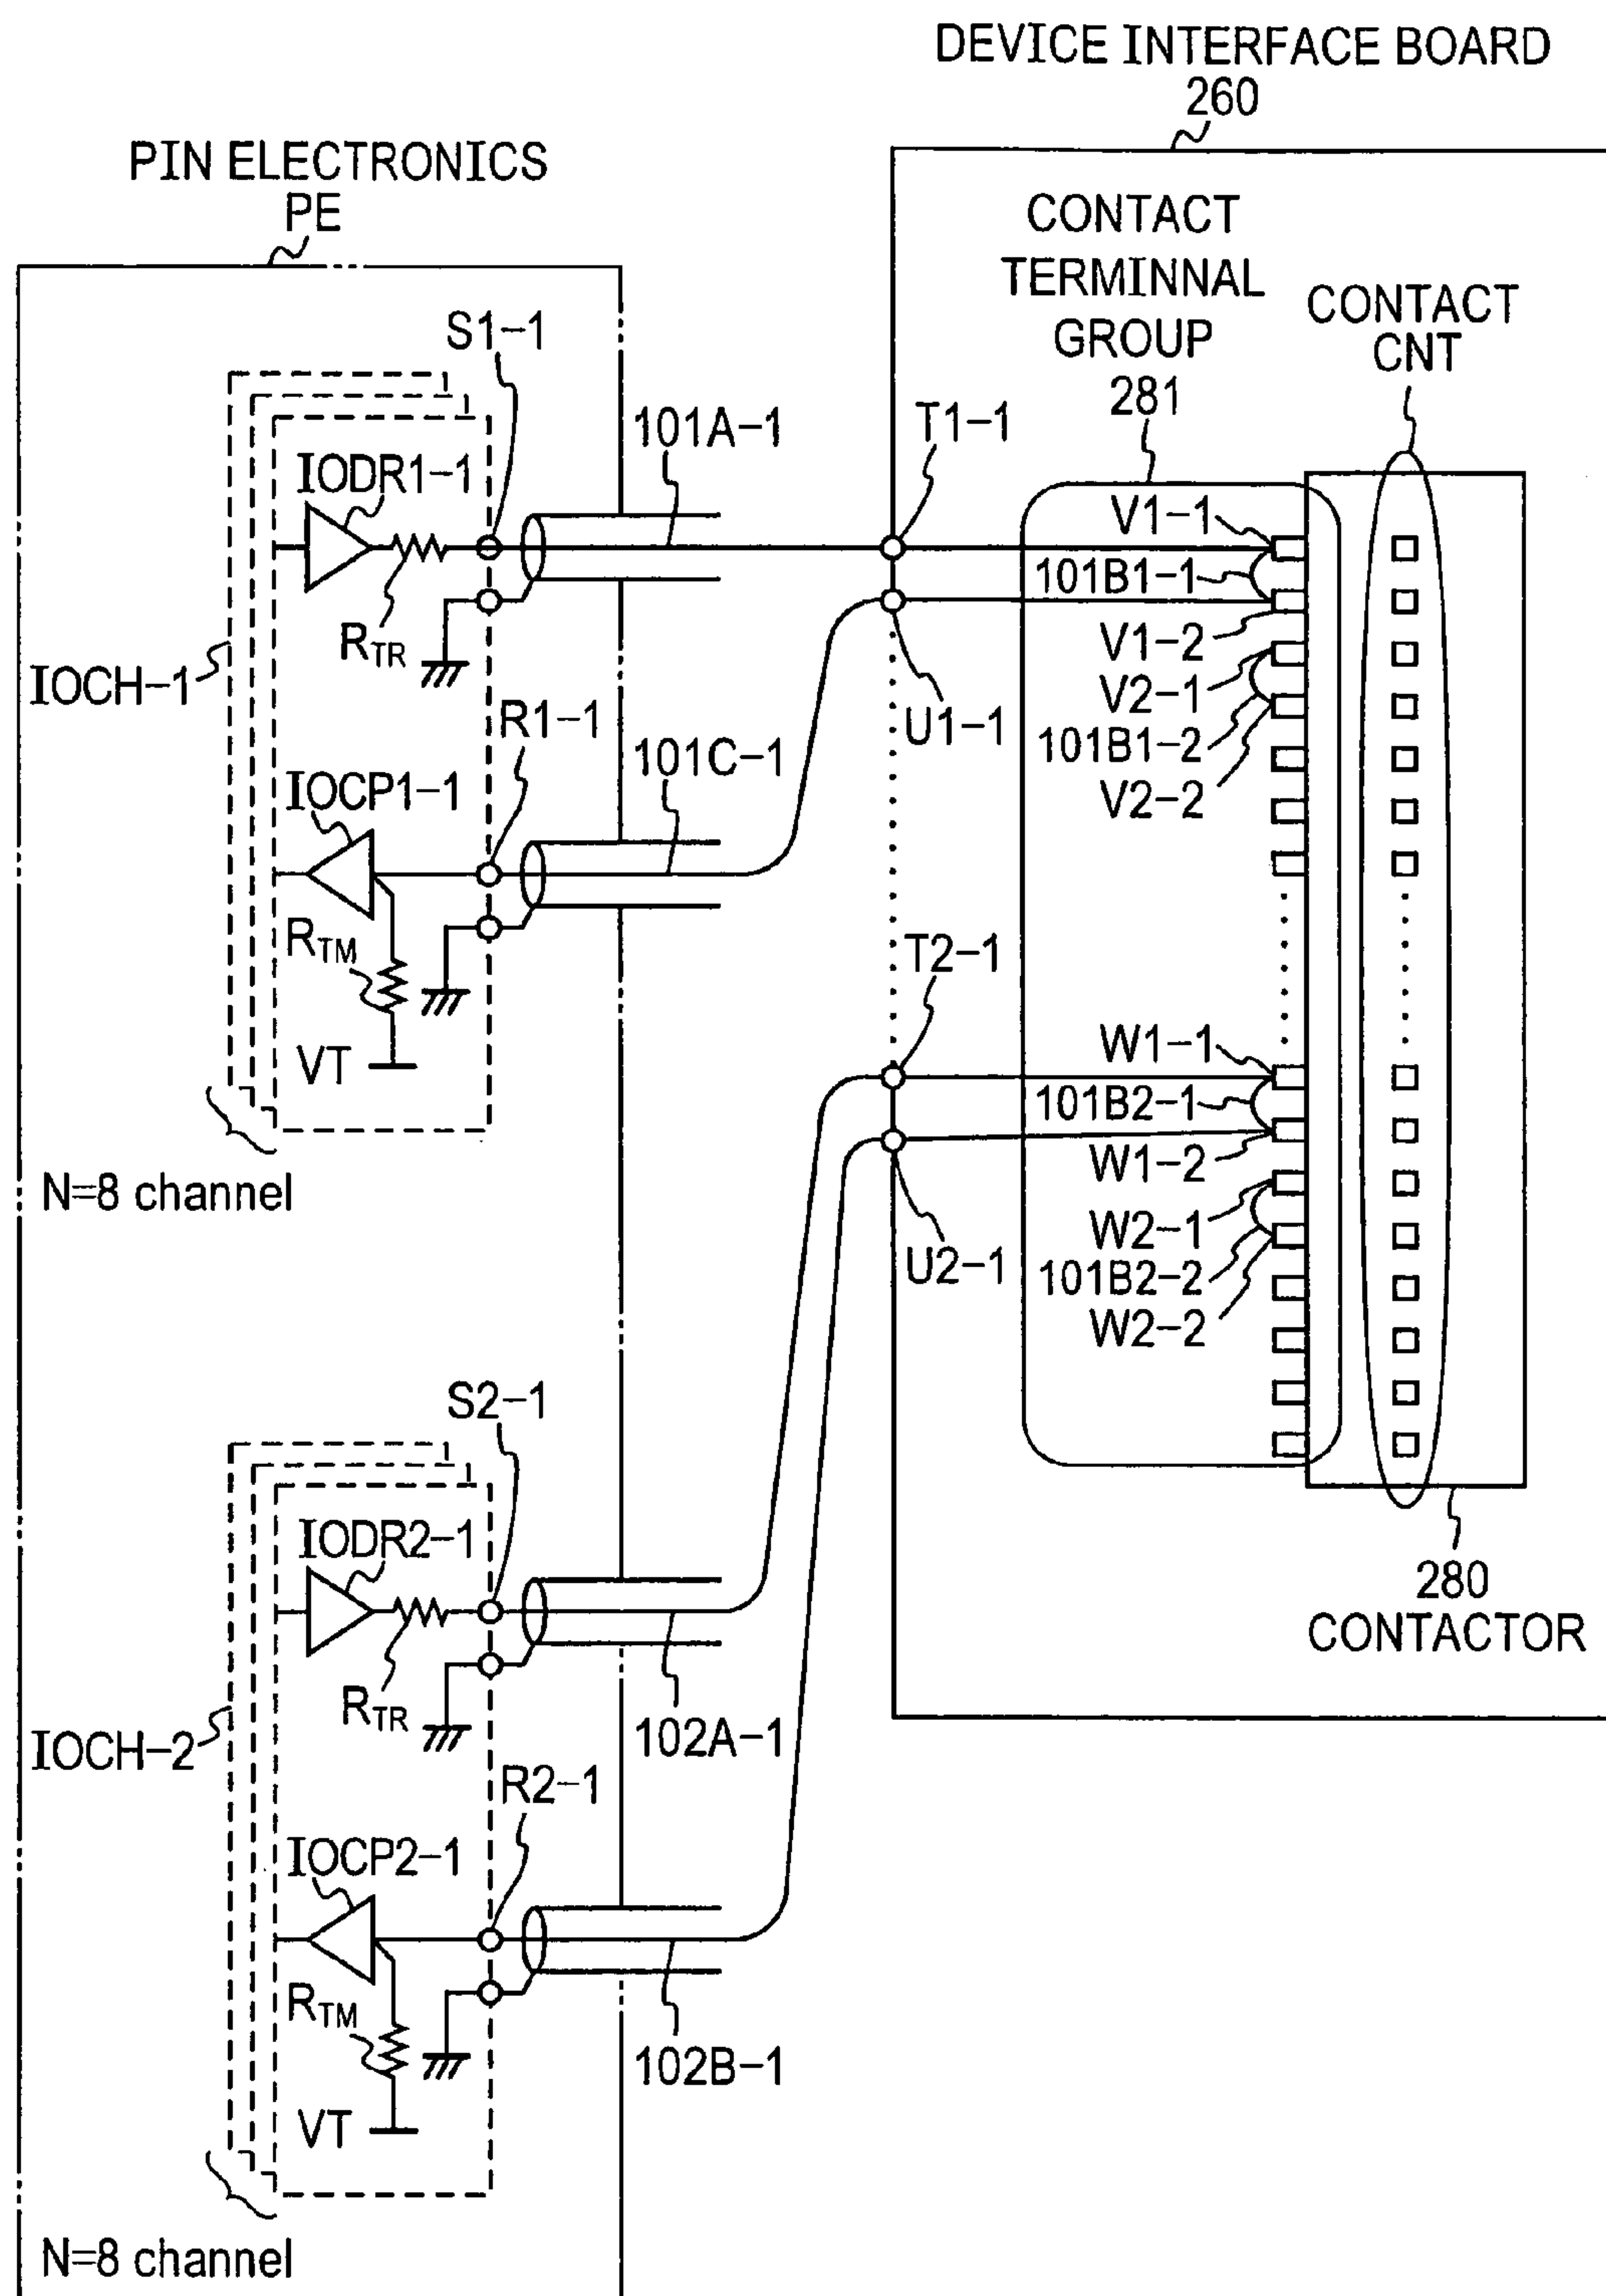 DEVICE INTERFACE BOARD
260
PIN ELECTRONICS
PE
CONTACT
TERMINNAL
GROUP
281
CONTACT
CNT
S1-1
101A-1
T1-1
IODR1-1
V1-1
101B1-1
RTR
V1-2
IOCH-1
V2-1
R1-1
U1-1
101B1-2
101C-1
IOCP1-1
V2-2
RTM
T2-1
VT
W1-1
101B2-1
W1-2
N=8 channel
W2-1
U2-1
101B2-2
W2-2
S2-1
IODR2-1
280
CONTACTOR
RTR
102A-1
IOCH-2
R2-1
IOCP2-1
RTM
102B-1
VT
N=8 channel